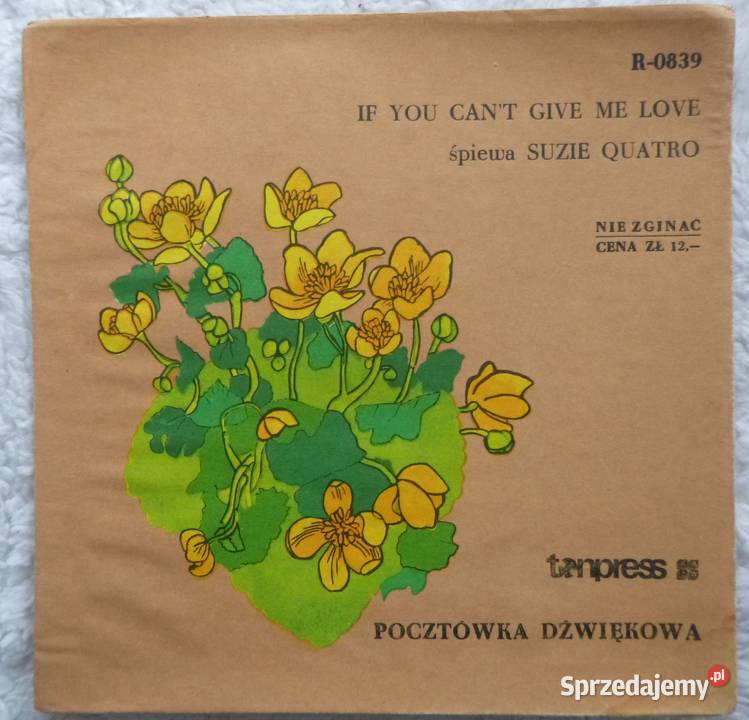 R-0839
IF YOU CAN'T GIVE ME LOVE
śpiewa SUZIE QUATRO
NIE ZGINAĆ
CENA ZŁ 12,—
tonpress
POCZTÓWKA DŹWIĘKOWA
Sprzedajemy.pl